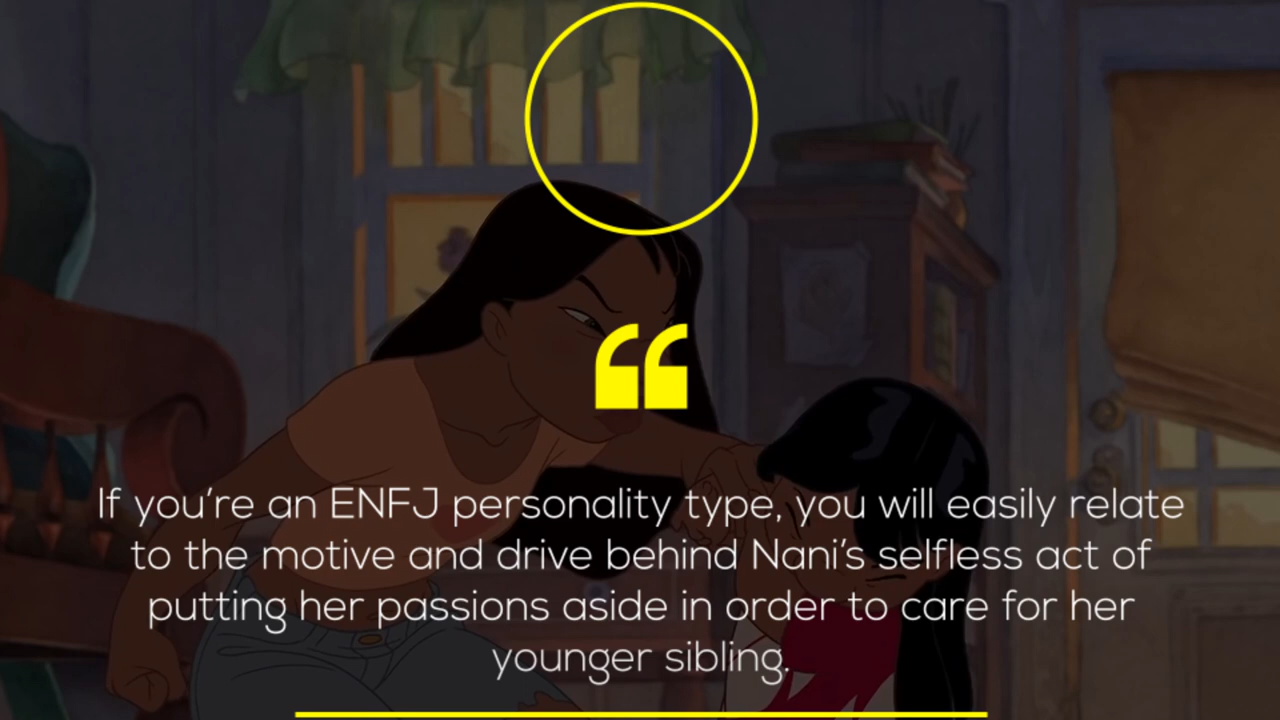 If you're an ENFJ personality type, you will easily relate
to the motive and drive behind Nani's selfless act of
putting her passions aside in order to care for her
younger sibling.